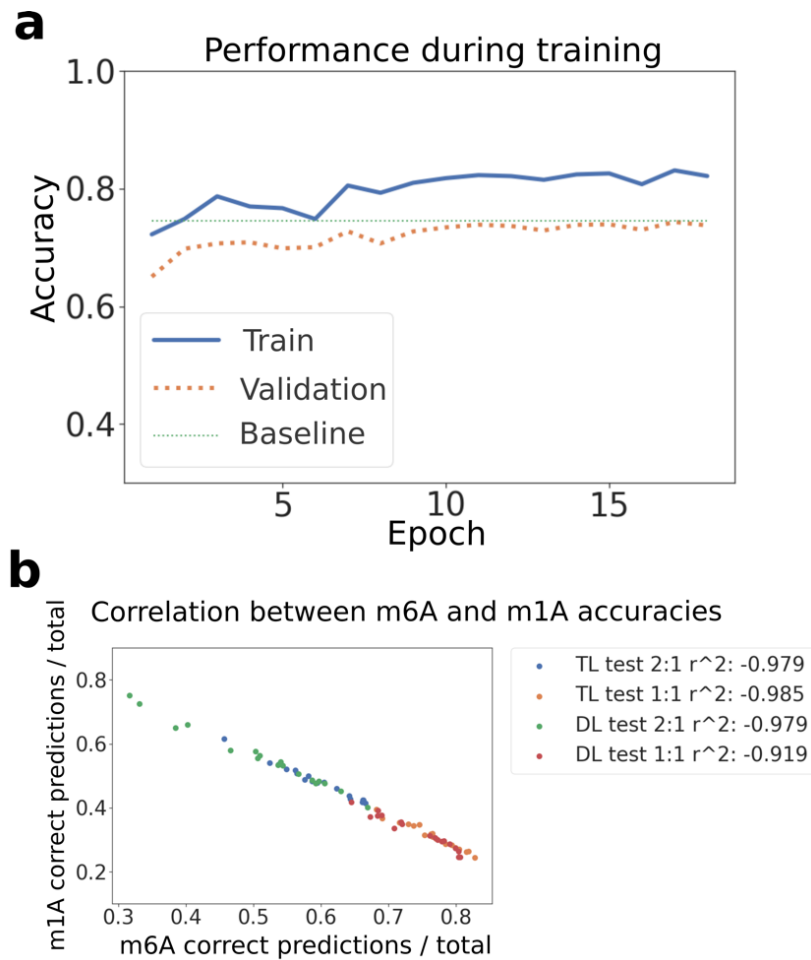 a
Performance during training
1.0
0.8
0.6
0.4
Accuracy
Train
Validation
Baseline
5
10
15
Epoch
b
Correlation between m6A and m1A accuracies
m1A correct predictions / total
0.8
0.6
0.4
0.2
0.3
0.4
0.5
0.6
0.7
0.8
m6A correct predictions / total
TL test 2:1 r^2: -0.979
TL test 1:1 r^2: -0.985
DL test 2:1 r^2: -0.979
DL test 1:1 r^2: -0.919